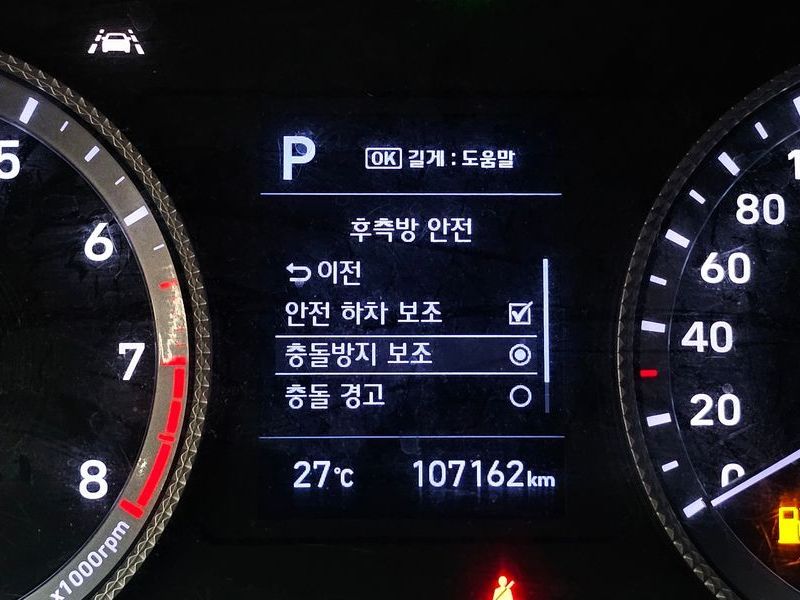 P OK 길게 : 도움말
후측방 안전
이전
안전 하차 보조
충돌방지 보조
충돌 경고
27℃ 107162km
5
6
7
8
x1000rpm
80
60
40
20
0